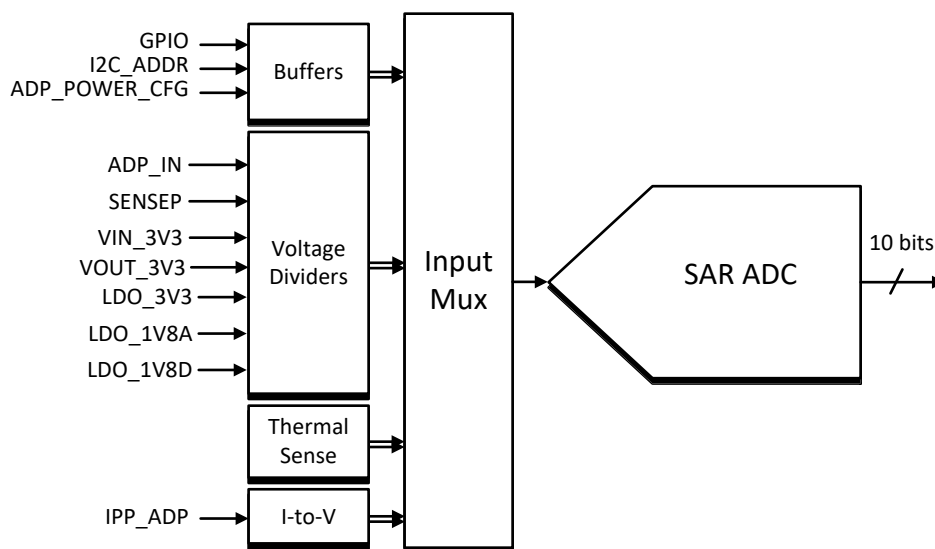 GPIO
I2C_ADDR
ADP_POWER_CFG
Buffers
ADP_IN
SENSEP
VIN_3V3
VOUT_3V3
LDO_3V3
LDO_1V8A
LDO_1V8D
Voltage
Dividers
Thermal
Sense
IPP_ADP
I-to-V
Input
Mux
SAR ADC
10 bits